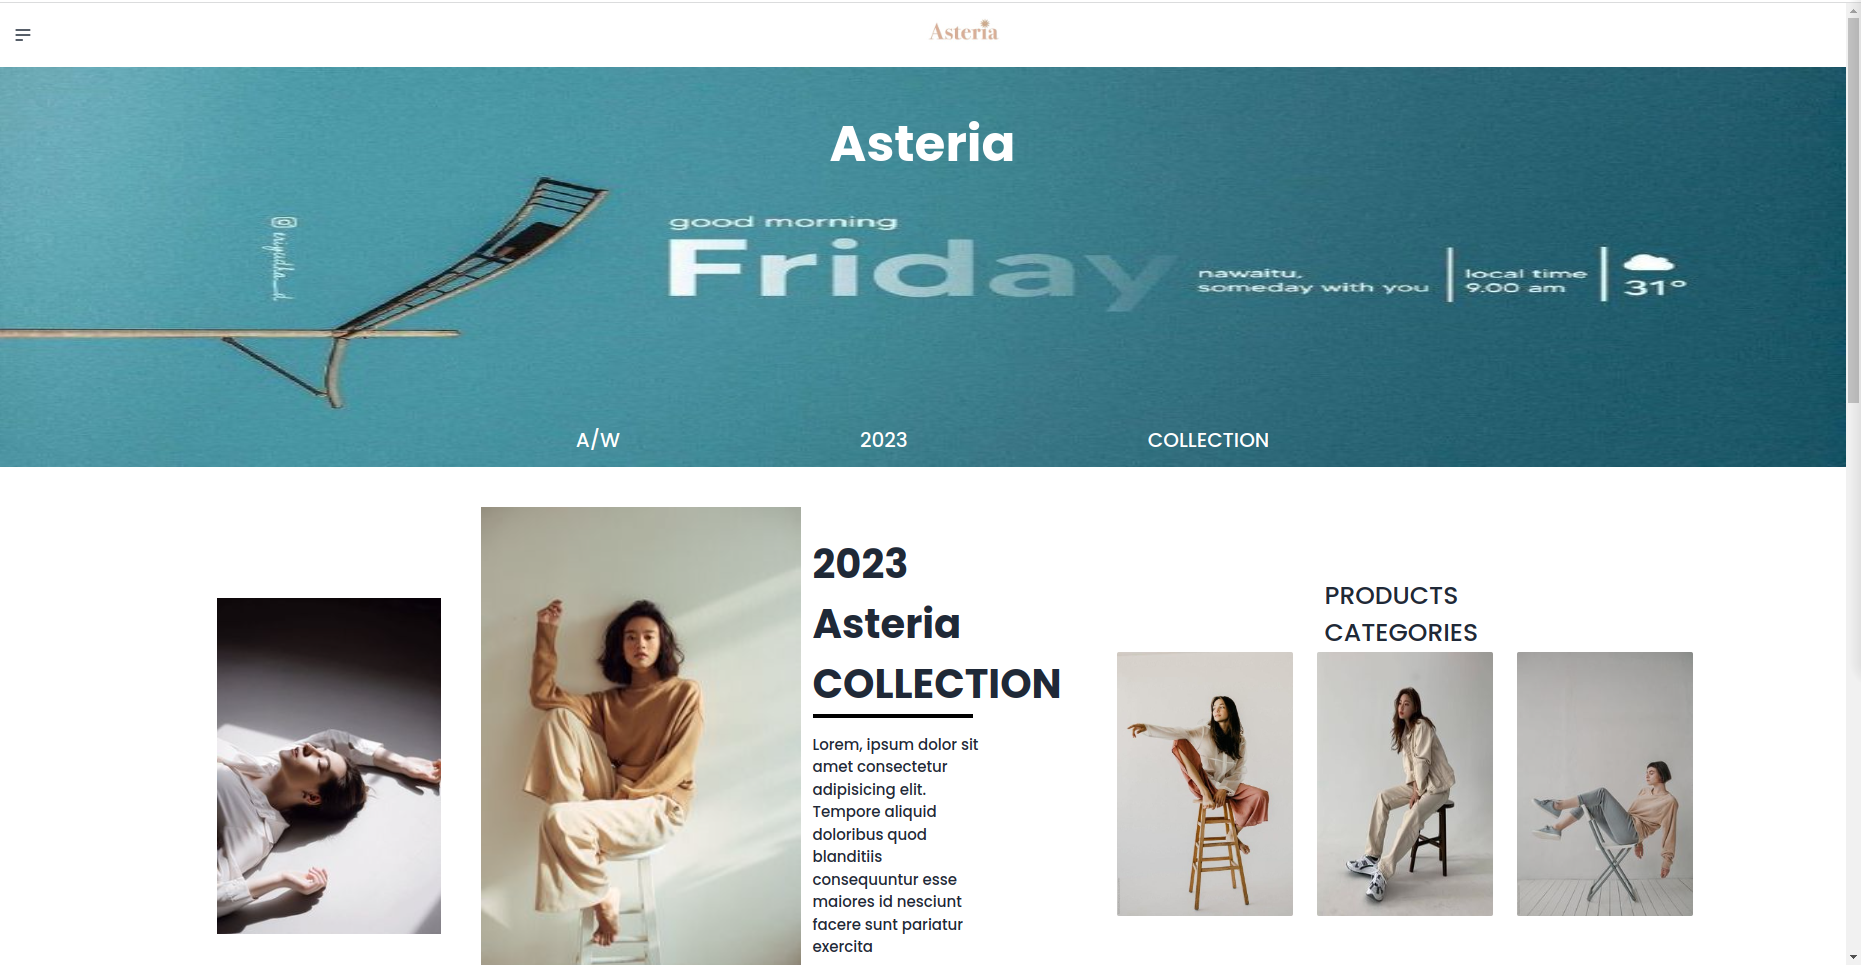 Asteria
Asteria
good morning
Friday
nawaitu,
someday with you
local time
9.00 am
31°
A/W
2023
COLLECTION
2023
Asteria
COLLECTION
Lorem, ipsum dolor sit
amet consectetur
adipisicing elit.
Tempore aliquid
doloribus quod
blanditiis
consequuntur esse
maiores id nesciunt
facere sunt pariatur
exercita
PRODUCTS
CATEGORIES